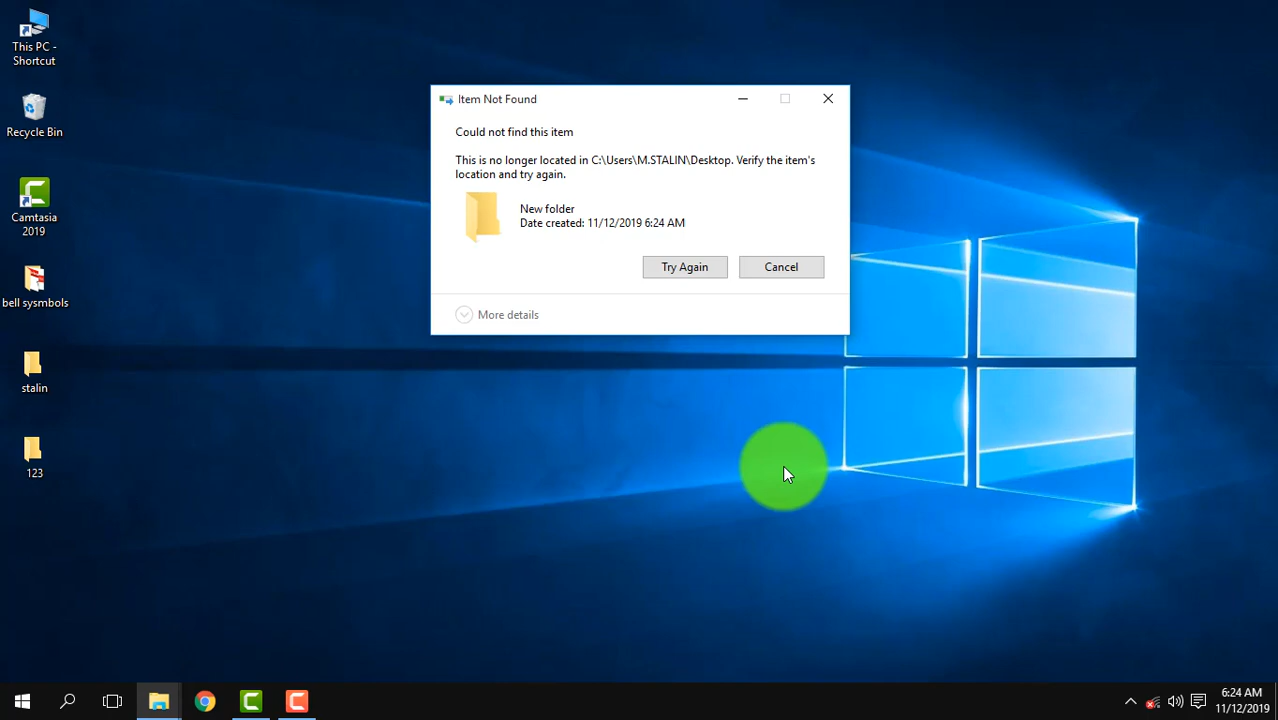 This PC -
Shortcut
Recycle Bin
Camtasia
2019
bell sysmbols
stalin
123
Item Not Found
Could not find this item
This is no longer located in C:\Users\M.STALIN\Desktop. Verify the item's
location and try again.
New folder
Date created: 11/12/2019 6:24 AM
Try Again
Cancel
More details
6:24 AM
11/12/2019